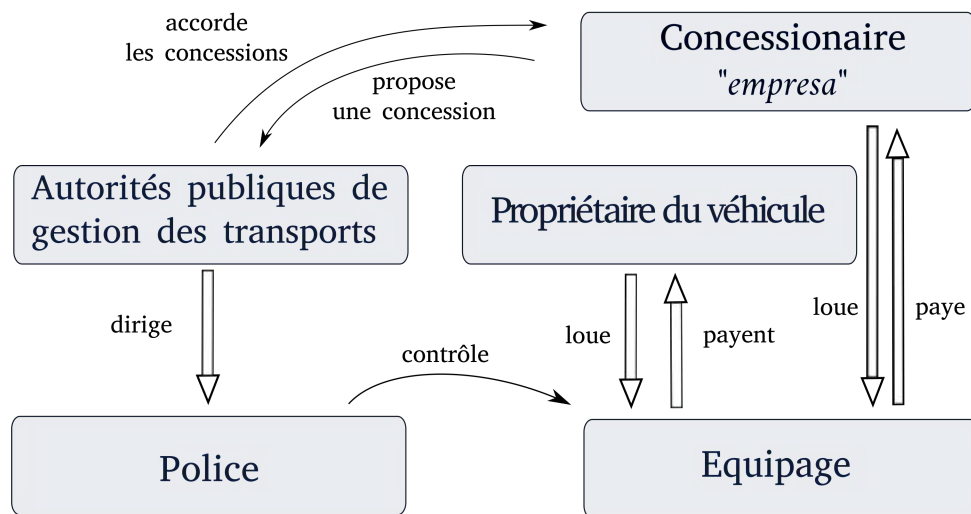 accorde
les concessions
Concessionaire
"empresa"
propose
une concession
Autorités publiques de
gestion des transports
Propriétaire du véhicule
dirige
loue
payent
loue
paye
contrôle
Police
Equipage